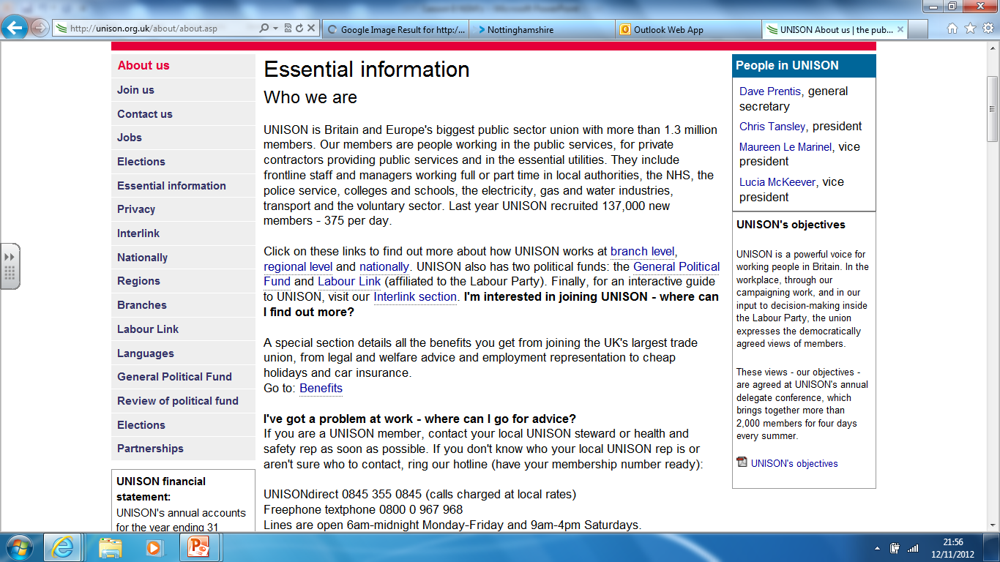 http://unison.org.uk/about/about.asp
Google Image Result for http:/...
Nottinghamshire
Outlook Web App
UNISON About us | the pub...
About us
Join us
Contact us
Jobs
Elections
Essential information
Privacy
Interlink
Nationally
Regions
Branches
Labour Link
Languages
General Political Fund
Review of political fund
Elections
Partnerships
UNISON financial
statement:
UNISON's annual accounts
for the year ending 31
Essential information
Who we are
UNISON is Britain and Europe's biggest public sector union with more than 1.3 million
members. Our members are people working in the public services, for private
contractors providing public services and in the essential utilities. They include
frontline staff and managers working full or part time in local authorities, the NHS, the
police service, colleges and schools, the electricity, gas and water industries,
transport and the voluntary sector. Last year UNISON recruited 137,000 new
members - 375 per day.
Click on these links to find out more about how UNISON works at branch level,
regional level and nationally. UNISON also has two political funds: the General Political
Fund and Labour Link (affiliated to the Labour Party). Finally, for an interactive guide
to UNISON, visit our Interlink section. I'm interested in joining UNISON - where can
I find out more?
A special section details all the benefits you get from joining the UK's largest trade
union, from legal and welfare advice and employment representation to cheap
holidays and car insurance.
Go to: Benefits
I've got a problem at work - where can I go for advice?
If you are a UNISON member, contact your local UNISON steward or health and
safety rep as soon as possible. If you don't know who your local UNISON rep is or
aren't sure who to contact, ring our hotline (have your membership number ready):
UNISONdirect 0845 355 0845 (calls charged at local rates)
Freephone textphone 0800 0 967 968
Lines are open 6am-midnight Monday-Friday and 9am-4pm Saturdays.
People in UNISON
Dave Prentis, general
secretary
Chris Tansley, president
Maureen Le Marinel, vice
president
Lucia McKeever, vice
president
UNISON's objectives
UNISON is a powerful voice for
working people in Britain. In the
workplace, through our
campaigning work, and in our
input to decision-making inside
the Labour Party, the union
expresses the democratically
agreed views of members.
These views - our objectives -
are agreed at UNISON's annual
delegate conference, which
brings together more than
2,000 members for four days
every summer.
UNISON's objectives
21:56
12/11/2012